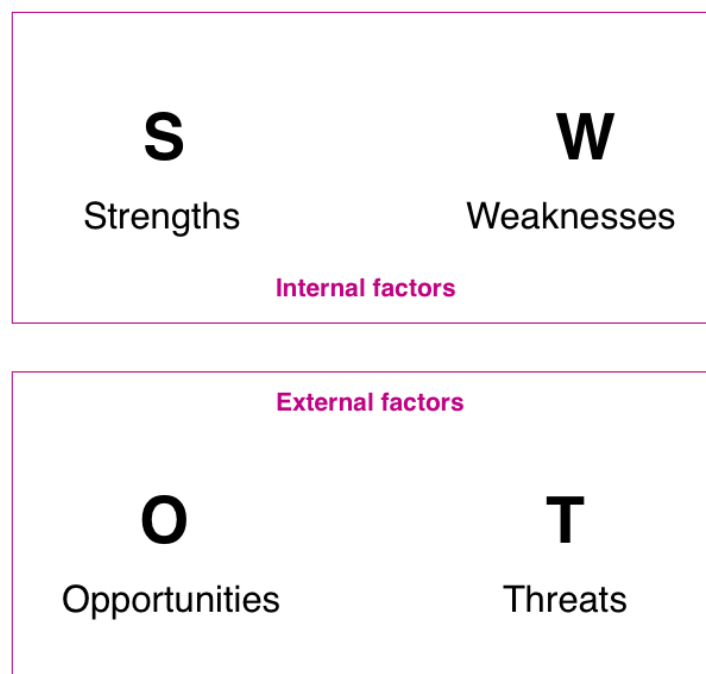 S W
Strengths Weaknesses
Internal factors
External factors
O T
Opportunities Threats